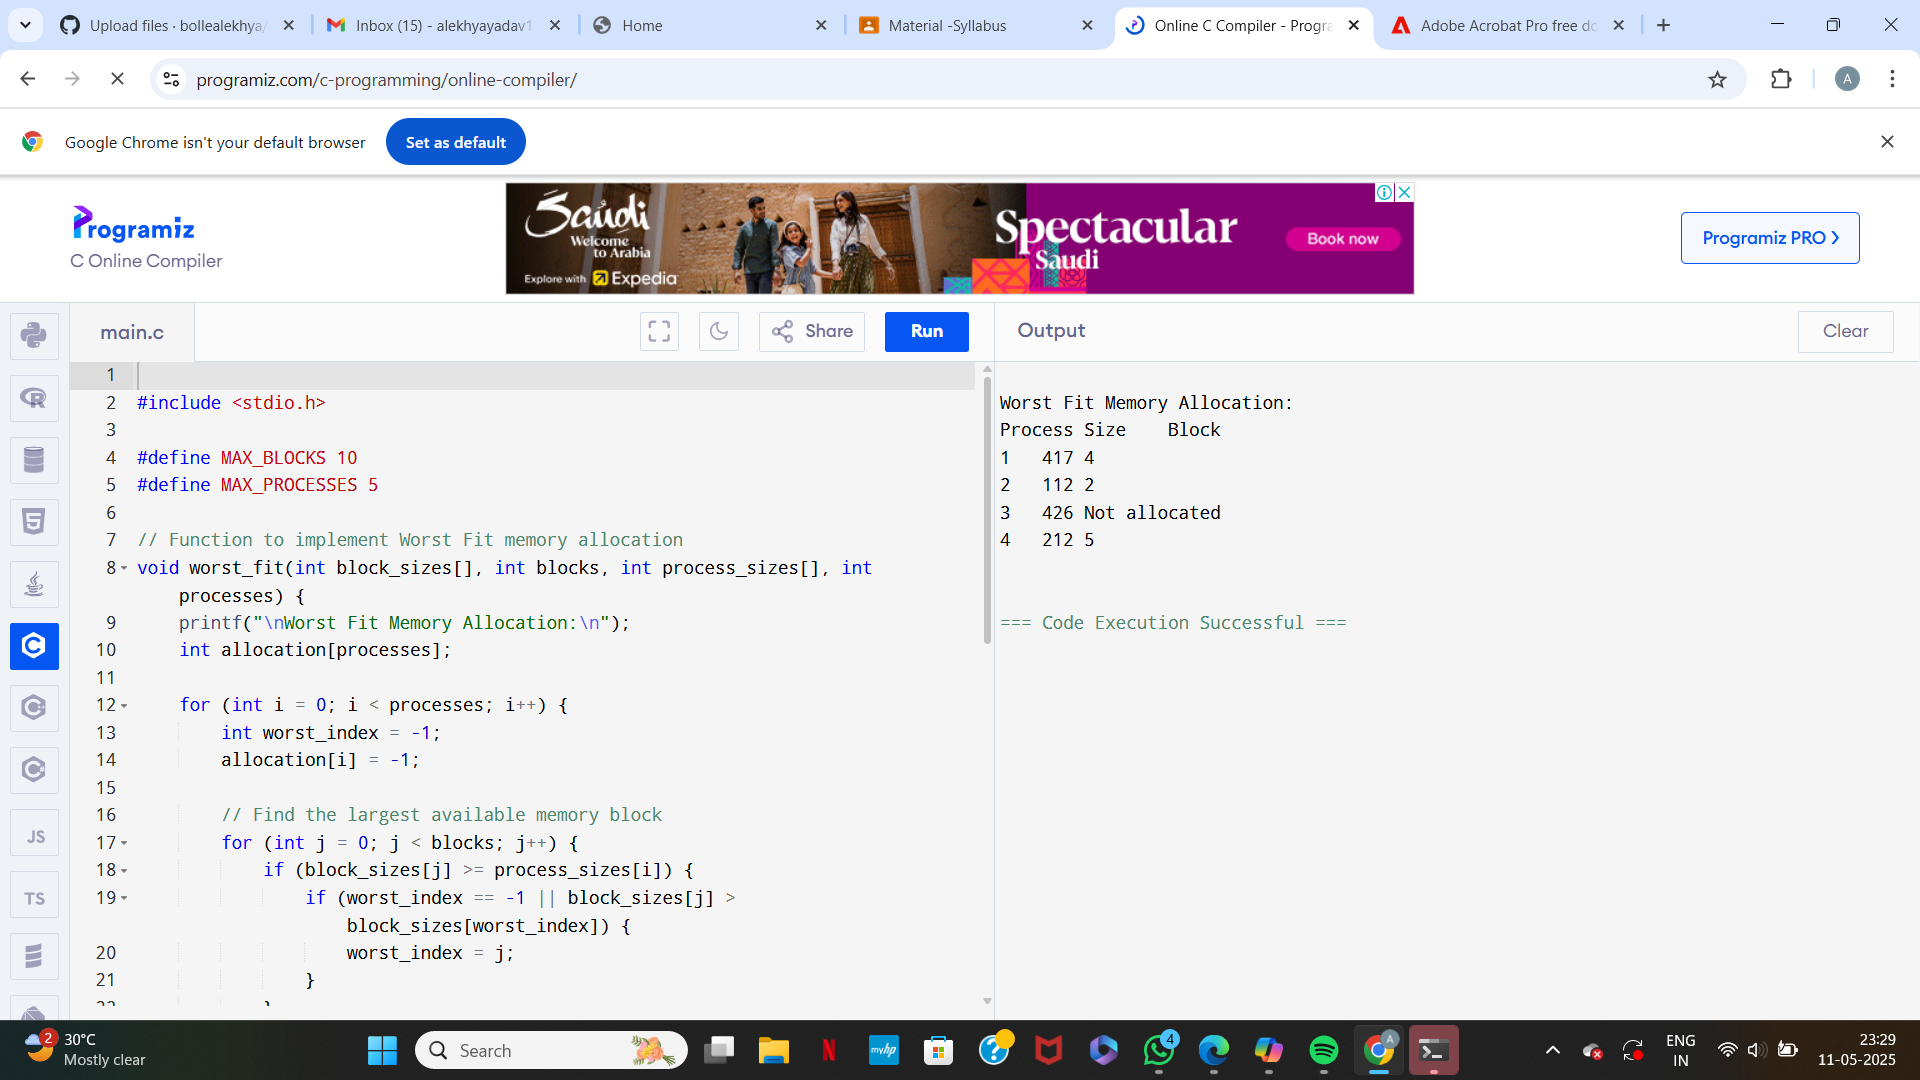 Upload files · bollealekhya/
Inbox (15) - alekhyayadav1
Home
Material -Syllabus
Online C Compiler - Progra
Adobe Acrobat Pro free do
programiz.com/c-programming/online-compiler/
A
Google Chrome isn't your default browser
Set as default
Programiz
C Online Compiler
Saudi
Welcome
to Arabia
Explore with Expedia
Spectacular
Saudi
Book now
Programiz PRO
main.c
Share
Run
Output
Clear
1
2 #include <stdio.h>
3
4 #define MAX_BLOCKS 10
5 #define MAX_PROCESSES 5
6
7 // Function to implement Worst Fit memory allocation
8 void worst_fit(int block_sizes[], int blocks, int process_sizes[], int
processes) {
9 printf("\nWorst Fit Memory Allocation:\n");
10 int allocation[processes];
11
12 for (int i = 0; i < processes; i++) {
13 int worst_index = -1;
14 allocation[i] = -1;
15
16 // Find the largest available memory block
17 for (int j = 0; j < blocks; j++) {
18 if (block_sizes[j] >= process_sizes[i]) {
19 if (worst_index == -1 || block_sizes[j] >
block_sizes[worst_index]) {
20 worst_index = j;
21 }
22 }
Worst Fit Memory Allocation:
Process Size Block
1 417 4
2 112 2
3 426 Not allocated
4 212 5
=== Code Execution Successful ===
JS
TS
2
30°C
Mostly clear
Search
myhp
4
A
ENG
IN
23:29
11-05-2025